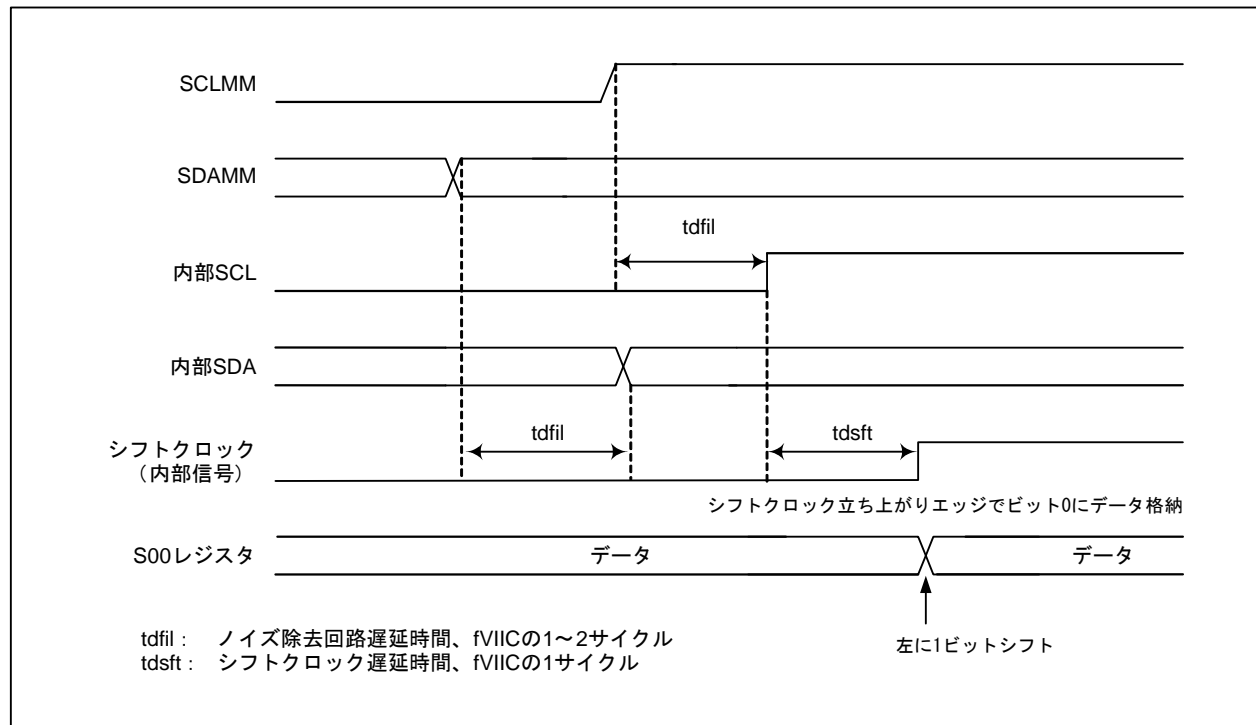 SCLMM
SDAMM
tdfil
内部SCL
内部SDA
tdfil
tdsft
シフトクロック
（内部信号）
シフトクロック立ち上がりエッジでビット0にデータ格納
S00レジスタ
データ
データ
tdfil : ノイズ除去回路遅延時間、fVIICの1～2サイクル
tdsft : シフトクロック遅延時間、fVIICの1サイクル
左に1ビットシフト